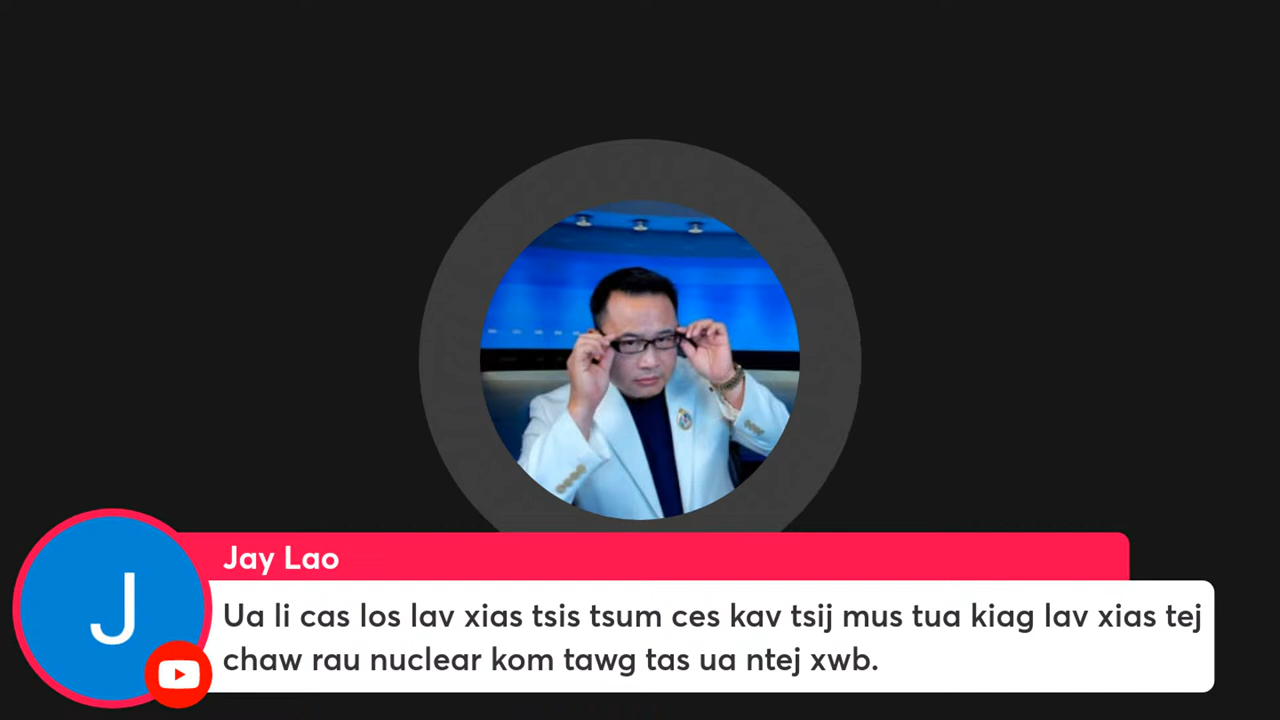 Jay Lao
J
Ua li cas los lav xias tsis tsum ces kav tsij mus tua kiag lav xias tej
chaw rau nuclear kom tawg tas ua ntej xwb.